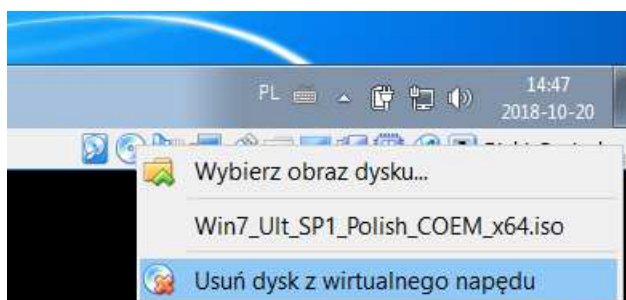 PL
14:47
2018-10-20
Wybierz obraz dysku...
Win7_Ult_SP1_Polish_COEM_x64.iso
Usuń dysk z wirtualnego napędu